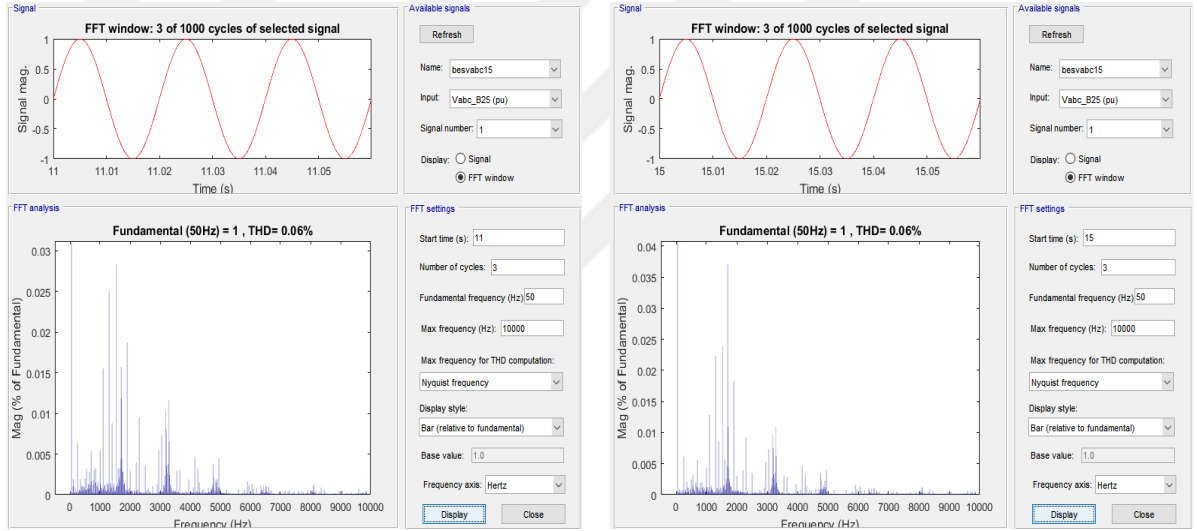 Signal
FFT window: 3 of 1000 cycles of selected signal
Signal mag.
1
0.5
0
-0.5
-1
11
11.01
11.02
11.03
11.04
11.05
Time (s)
Available signals
Refresh
Name: besvabc15
Input: Vabc_B25 (pu)
Signal number: 1
Display: Signal
FFT window
FFT analysis
Fundamental (50Hz) = 1 , THD= 0.06%
Mag (% of Fundamental)
0.03
0.025
0.02
0.015
0.01
0.005
0
0 1000 2000 3000 4000 5000 6000 7000 8000 9000 10000
Frequency (Hz)
FFT settings
Start time (s): 11
Number of cycles: 3
Fundamental frequency (Hz) 50
Max frequency (Hz): 10000
Max frequency for THD computation:
Nyquist frequency
Display style:
Bar (relative to fundamental)
Base value: 1.0
Frequency axis: Hertz
Display Close
Signal
FFT window: 3 of 1000 cycles of selected signal
Signal mag.
1
0.5
0
-0.5
-1
15
15.01
15.02
15.03
15.04
15.05
Time (s)
Available signals
Refresh
Name: besvabc15
Input: Vabc_B25 (pu)
Signal number: 1
Display: Signal
FFT window
FFT analysis
Fundamental (50Hz) = 1 , THD= 0.06%
Mag (% of Fundamental)
0.04
0.035
0.03
0.025
0.02
0.015
0.01
0.005
0
0 1000 2000 3000 4000 5000 6000 7000 8000 9000 10000
Frequency (Hz)
FFT settings
Start time (s): 15
Number of cycles: 3
Fundamental frequency (Hz) 50
Max frequency (Hz): 10000
Max frequency for THD computation:
Nyquist frequency
Display style:
Bar (relative to fundamental)
Base value: 1.0
Frequency axis: Hertz
Display Close